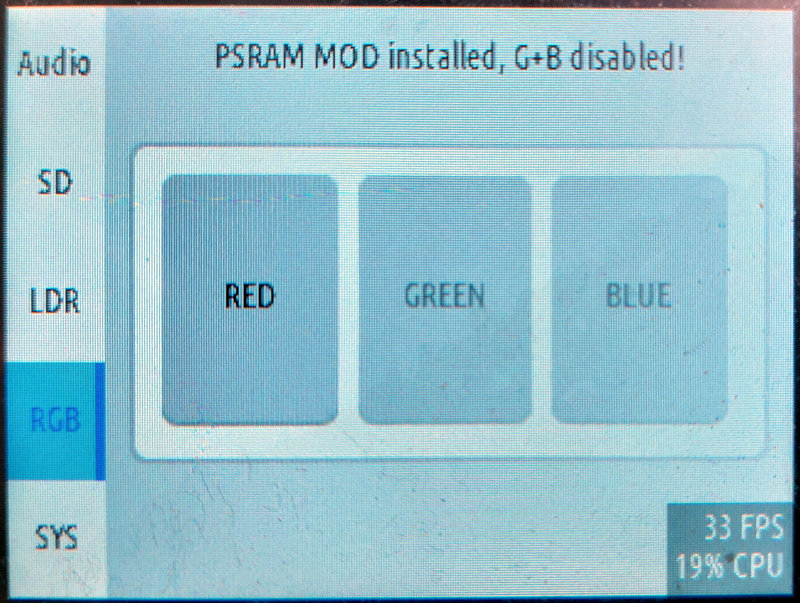 PSRAM MOD installed, G+B disabled!
Audio
SD
LDR
RGB
SYS
RED
GREEN
BLUE
33 FPS
19% CPU